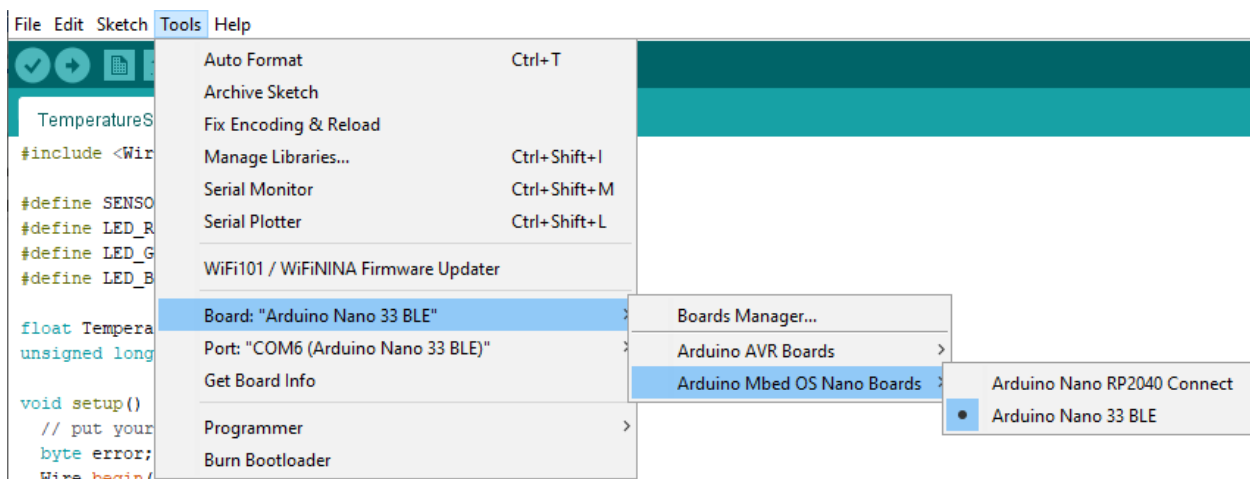 File Edit Sketch Tools Help
Auto Format Ctrl+T
Archive Sketch
TemperatureS Fix Encoding & Reload
#include <Wir Manage Libraries... Ctrl+Shift+I
Serial Monitor Ctrl+Shift+M
#define SENSO Serial Plotter Ctrl+Shift+L
#define LED_R
#define LED_G WiFi101 / WiFiNINA Firmware Updater
#define LED_B
Board: "Arduino Nano 33 BLE" Boards Manager...
float Tempera Port: "COM6 (Arduino Nano 33 BLE)" Arduino AVR Boards
unsigned long Get Board Info Arduino Mbed OS Nano Boards Arduino Nano RP2040 Connect
void setup() Arduino Nano 33 BLE
// put your Programmer
byte error; Burn Bootloader
Wire.begin(